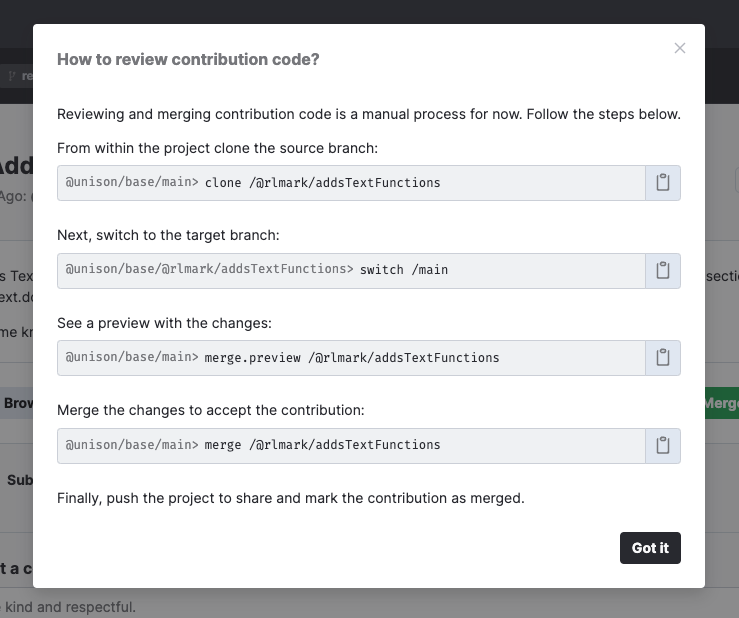 How to review contribution code?
Reviewing and merging contribution code is a manual process for now. Follow the steps below.
From within the project clone the source branch:
@unison/base/main> clone /@rlmark/addsTextFunctions
Next, switch to the target branch:
@unison/base/@rlmark/addsTextFunctions> switch /main
See a preview with the changes:
@unison/base/main> merge.preview /@rlmark/addsTextFunctions
Merge the changes to accept the contribution:
@unison/base/main> merge /@rlmark/addsTextFunctions
Finally, push the project to share and mark the contribution as merged.
Got it
Ago:
kind and respectful.